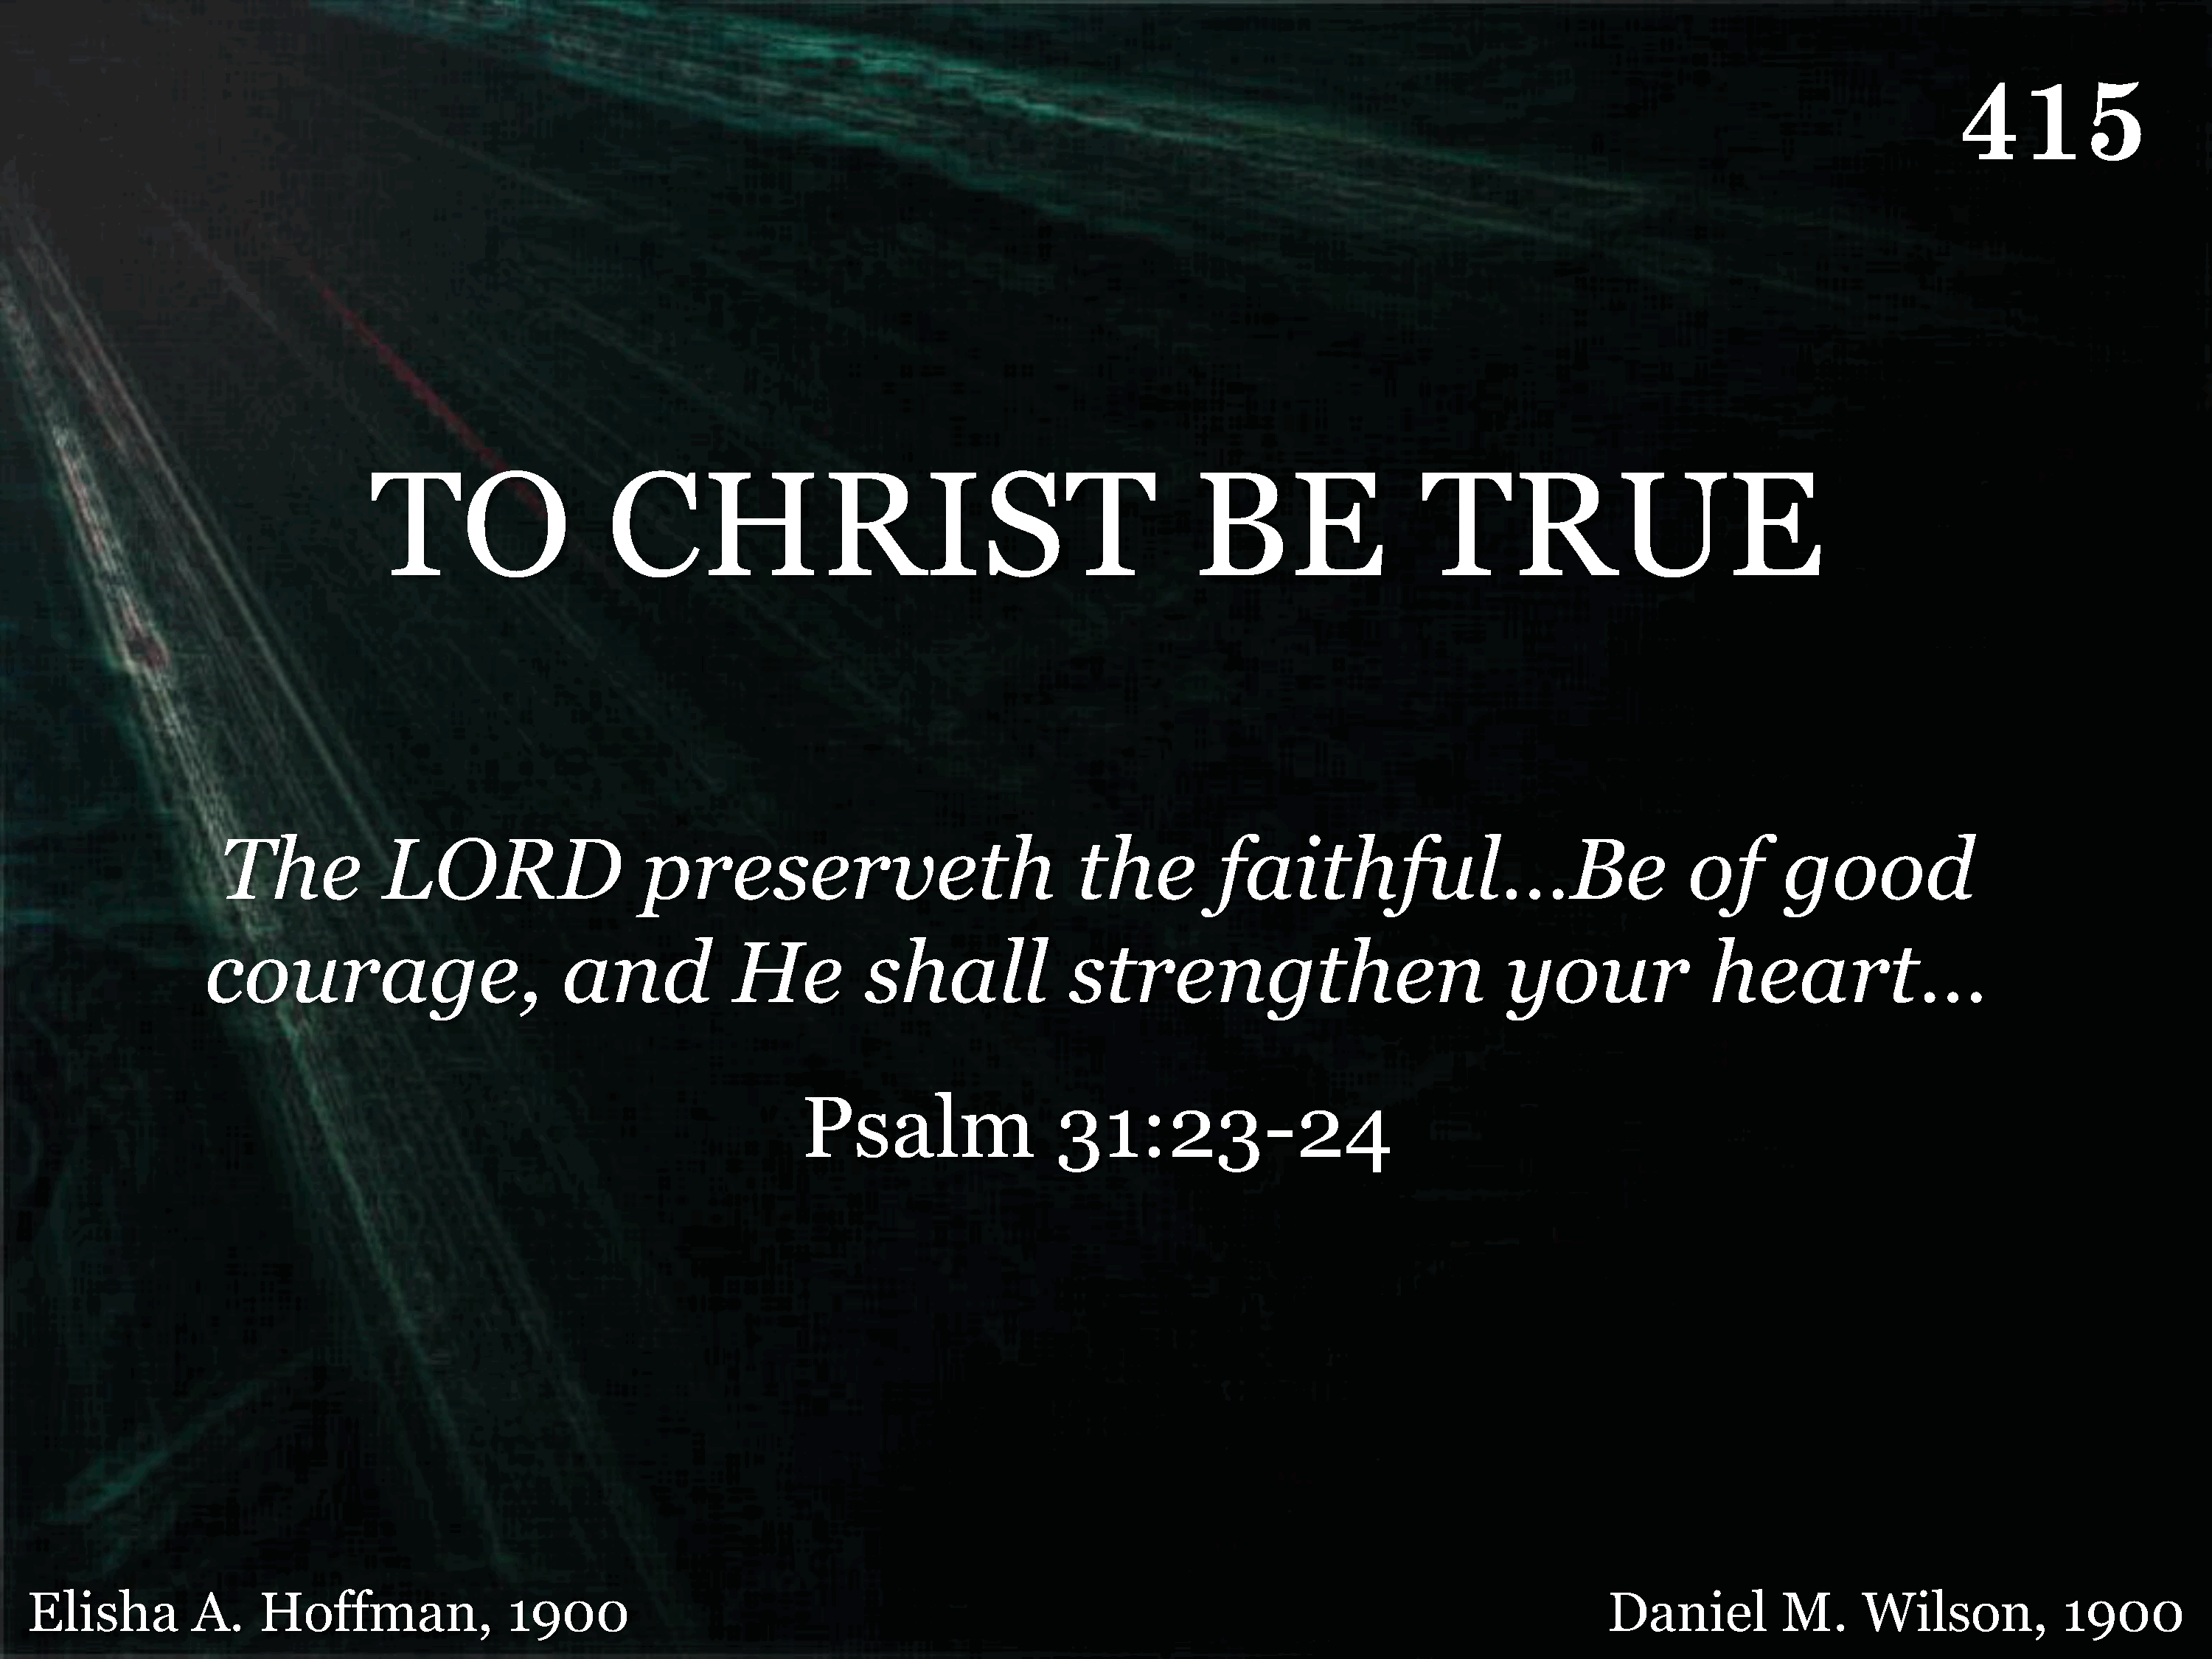 415
TO CHRIST BE TRUE
The LORD preserveth the faithful...Be of good
courage, and He shall strengthen your heart...
Psalm 31:23-24
Elisha A. Hoffman, 1900
Daniel M. Wilson, 1900